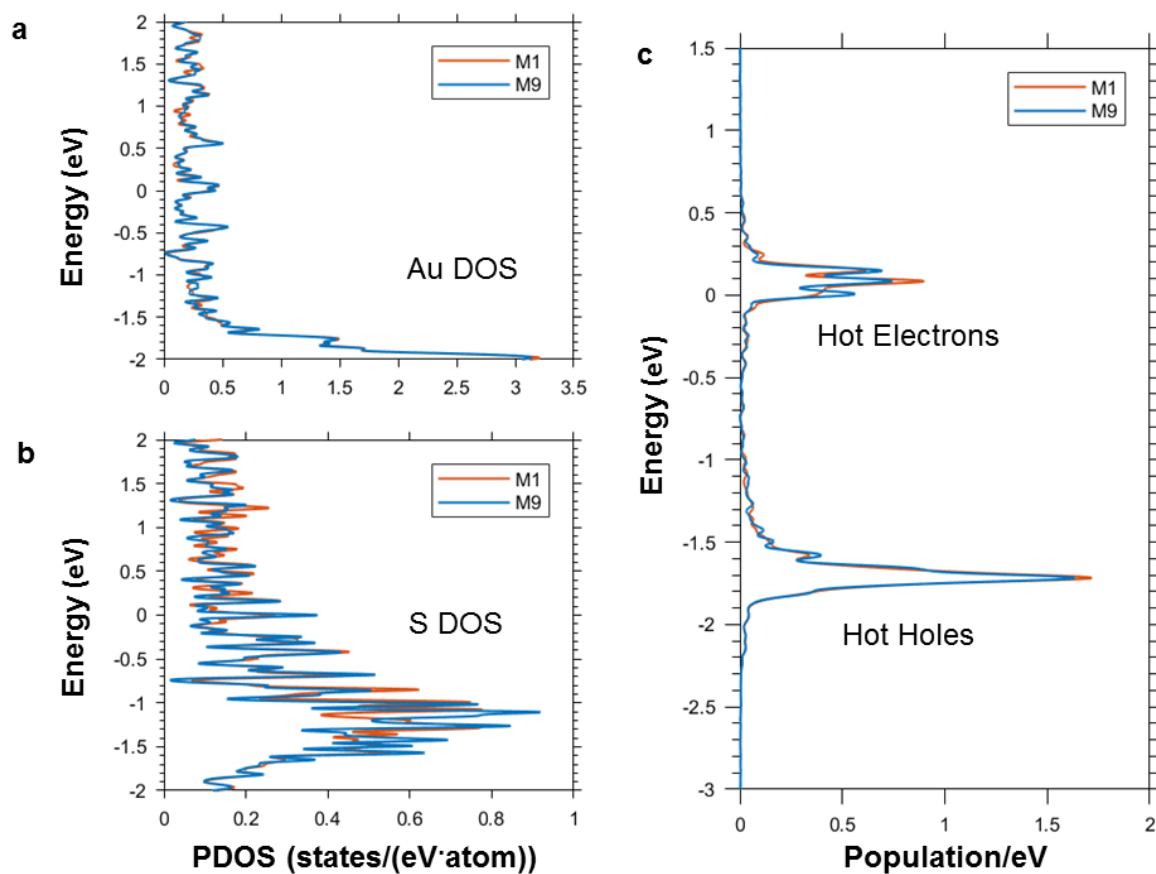 a
2
1.5
1
0.5
0
-0.5
-1
-1.5
-2
Energy (eV)
M1
M9
Au DOS
0 0.5 1 1.5 2 2.5 3 3.5
b
2
1.5
1
0.5
0
-0.5
-1
-1.5
-2
Energy (eV)
M1
M9
S DOS
0 0.2 0.4 0.6 0.8 1
PDOS (states/(eV·atom))
c
1.5
1
0.5
0
-0.5
-1
-1.5
-2
-2.5
-3
Energy (eV)
M1
M9
Hot Electrons
Hot Holes
0 0.5 1 1.5 2
Population/eV